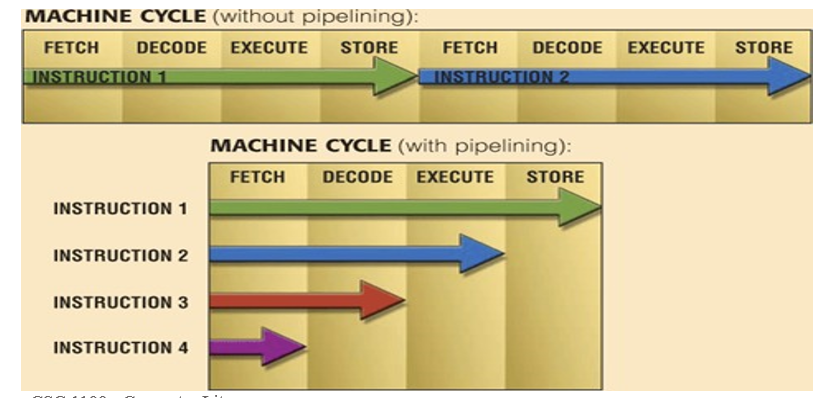 MACHINE CYCLE (without pipelining):
FETCH DECODE EXECUTE STORE FETCH DECODE EXECUTE STORE
INSTRUCTION 1 INSTRUCTION 2
MACHINE CYCLE (with pipelining):
FETCH DECODE EXECUTE STORE
INSTRUCTION 1
INSTRUCTION 2
INSTRUCTION 3
INSTRUCTION 4